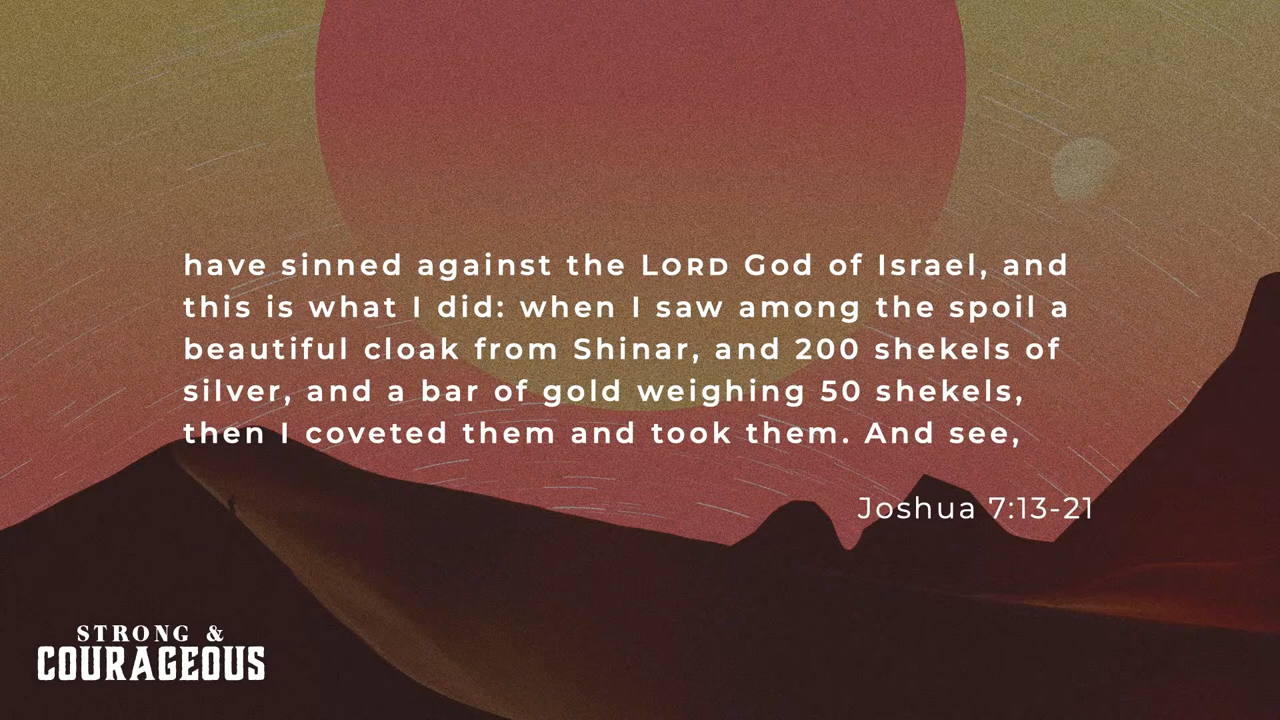 have sinned against the LORD God of Israel, and
this is what I did: when I saw among the spoil a
beautiful cloak from Shinar, and 200 shekels of
silver, and a bar of gold weighing 50 shekels,
then I coveted them and took them. And see,
Joshua 7:13-21
STRONG &
COURAGEOUS